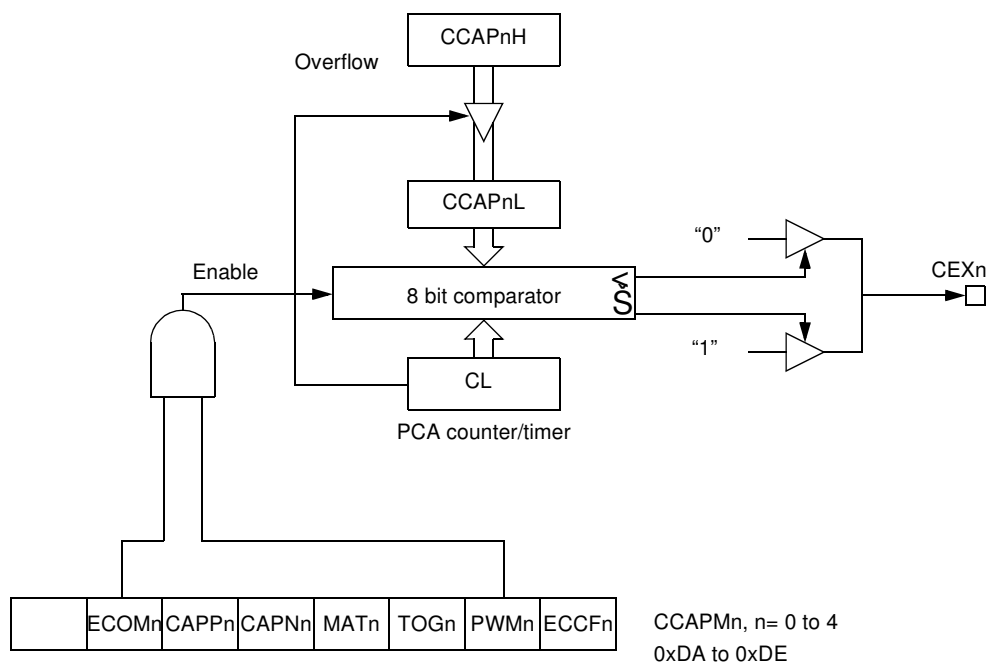 CCAPnH
Overflow
CCAPnL
“0”
Enable
CEXn
8 bit comparator
<
“1”
CL
PCA counter/timer
ECOMn CAPPn CAPNn MATn TOGn PWMn ECCFn
CCAPMn, n= 0 to 4
0xDA to 0xDE